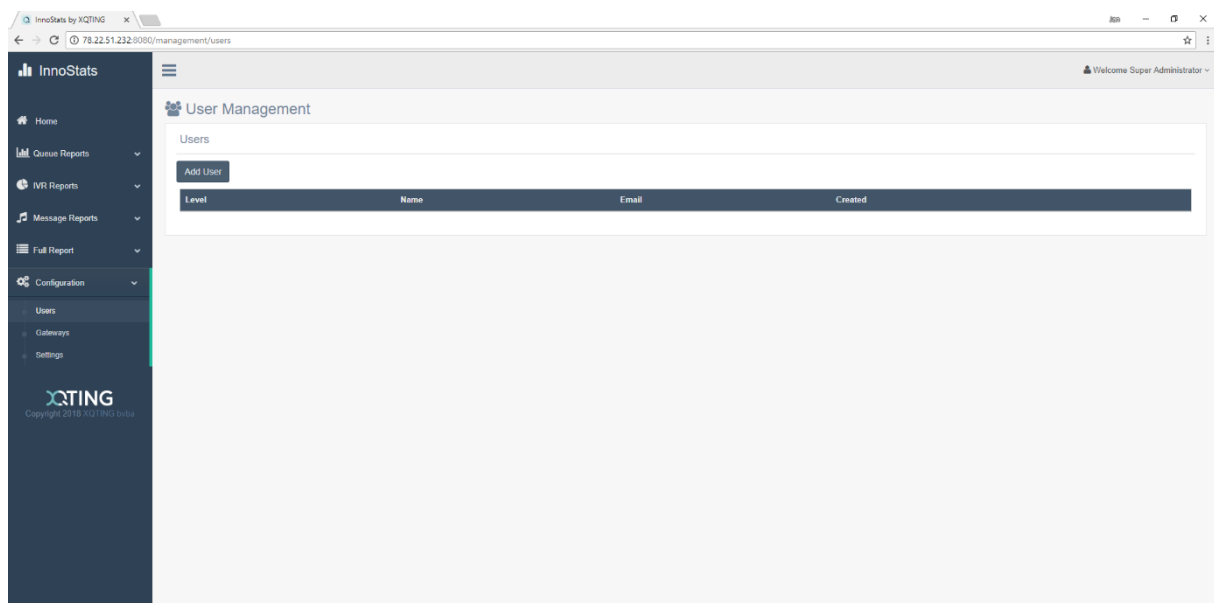 InnoStats by XQTING
78.22.51.232:8080/management/users
InnoStats
Welcome Super Administrator
User Management
Home
Users
Queue Reports
Add User
IVR Reports
Level Name Email Created
Message Reports
Full Report
Configuration
Users
Gateways
Settings
XQTING
Copyright 2018 XQTING bvba